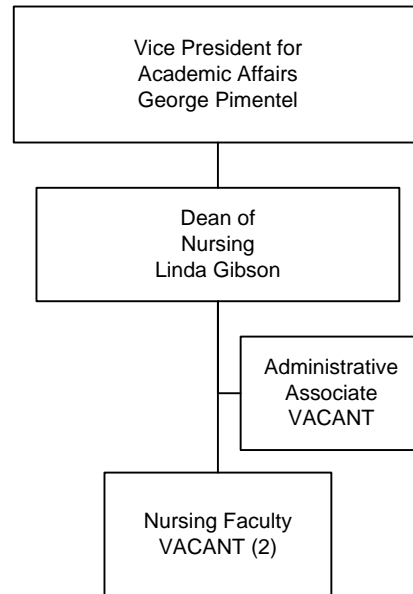 Vice President for
Academic Affairs
George Pimentel
Dean of
Nursing
Linda Gibson
Administrative
Associate
VACANT
Nursing Faculty
VACANT (2)